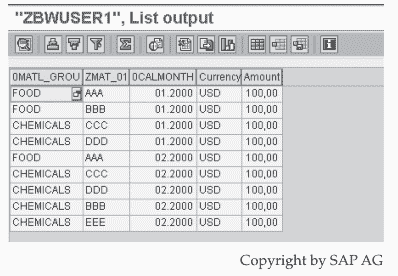 "ZBWUSER1", List output
0MATL_GROU ZMAT_01 0CALMONTH Currency Amount
FOOD AAA 01.2000 USD 100,00
FOOD BBB 01.2000 USD 100,00
CHEMICALS CCC 01.2000 USD 100,00
CHEMICALS DDD 01.2000 USD 100,00
FOOD AAA 02.2000 USD 100,00
CHEMICALS CCC 02.2000 USD 100,00
CHEMICALS DDD 02.2000 USD 100,00
CHEMICALS BBB 02.2000 USD 100,00
CHEMICALS EEE 02.2000 USD 100,00
Copyright by SAP AG